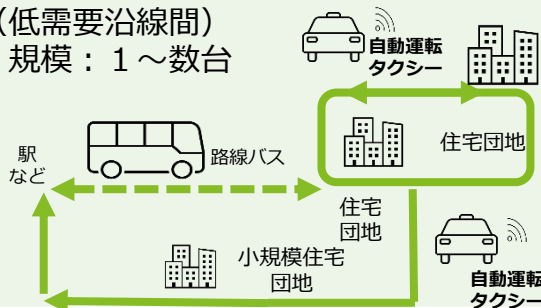 （低需要沿線間）
規模：１～数台
自動運転
タクシー
駅
など
路線バス
住宅団地
住宅
団地
小規模住宅
団地
自動運転
タクシー